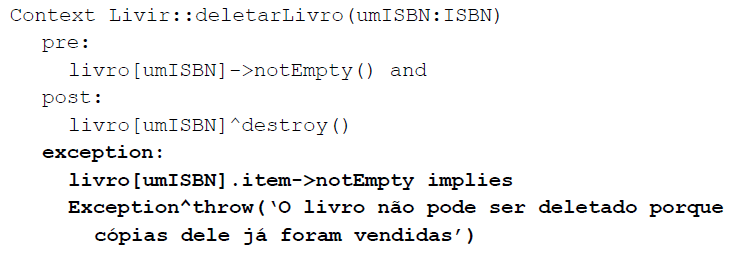 Context Livir::deletarLivro(umISBN:ISBN)
pre:
livro[umISBN]->notEmpty() and
post:
livro[umISBN]^destroy()
exception:
livro[umISBN].item->notEmpty implies
Exception^throw(‘O livro não pode ser deletado porque
cópias dele já foram vendidas’)